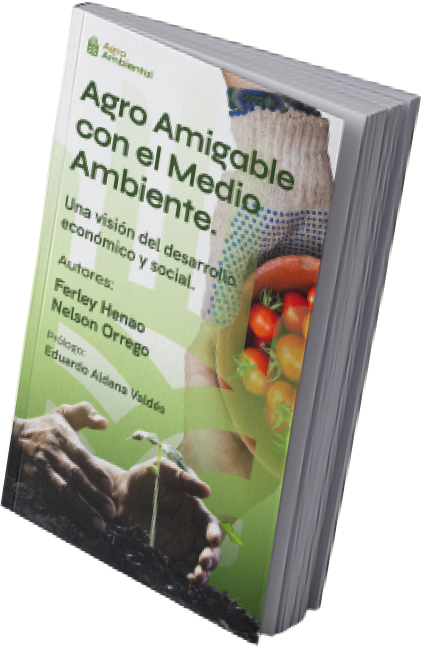 Agro
Ambiental
Agro Amigable
con el Medio
Ambiente.
Una visión del desarrollo
económico y social.
Autores:
Ferley Henao
Nelson Orrego
Prólogo:
Eduardo Aldana Valdés